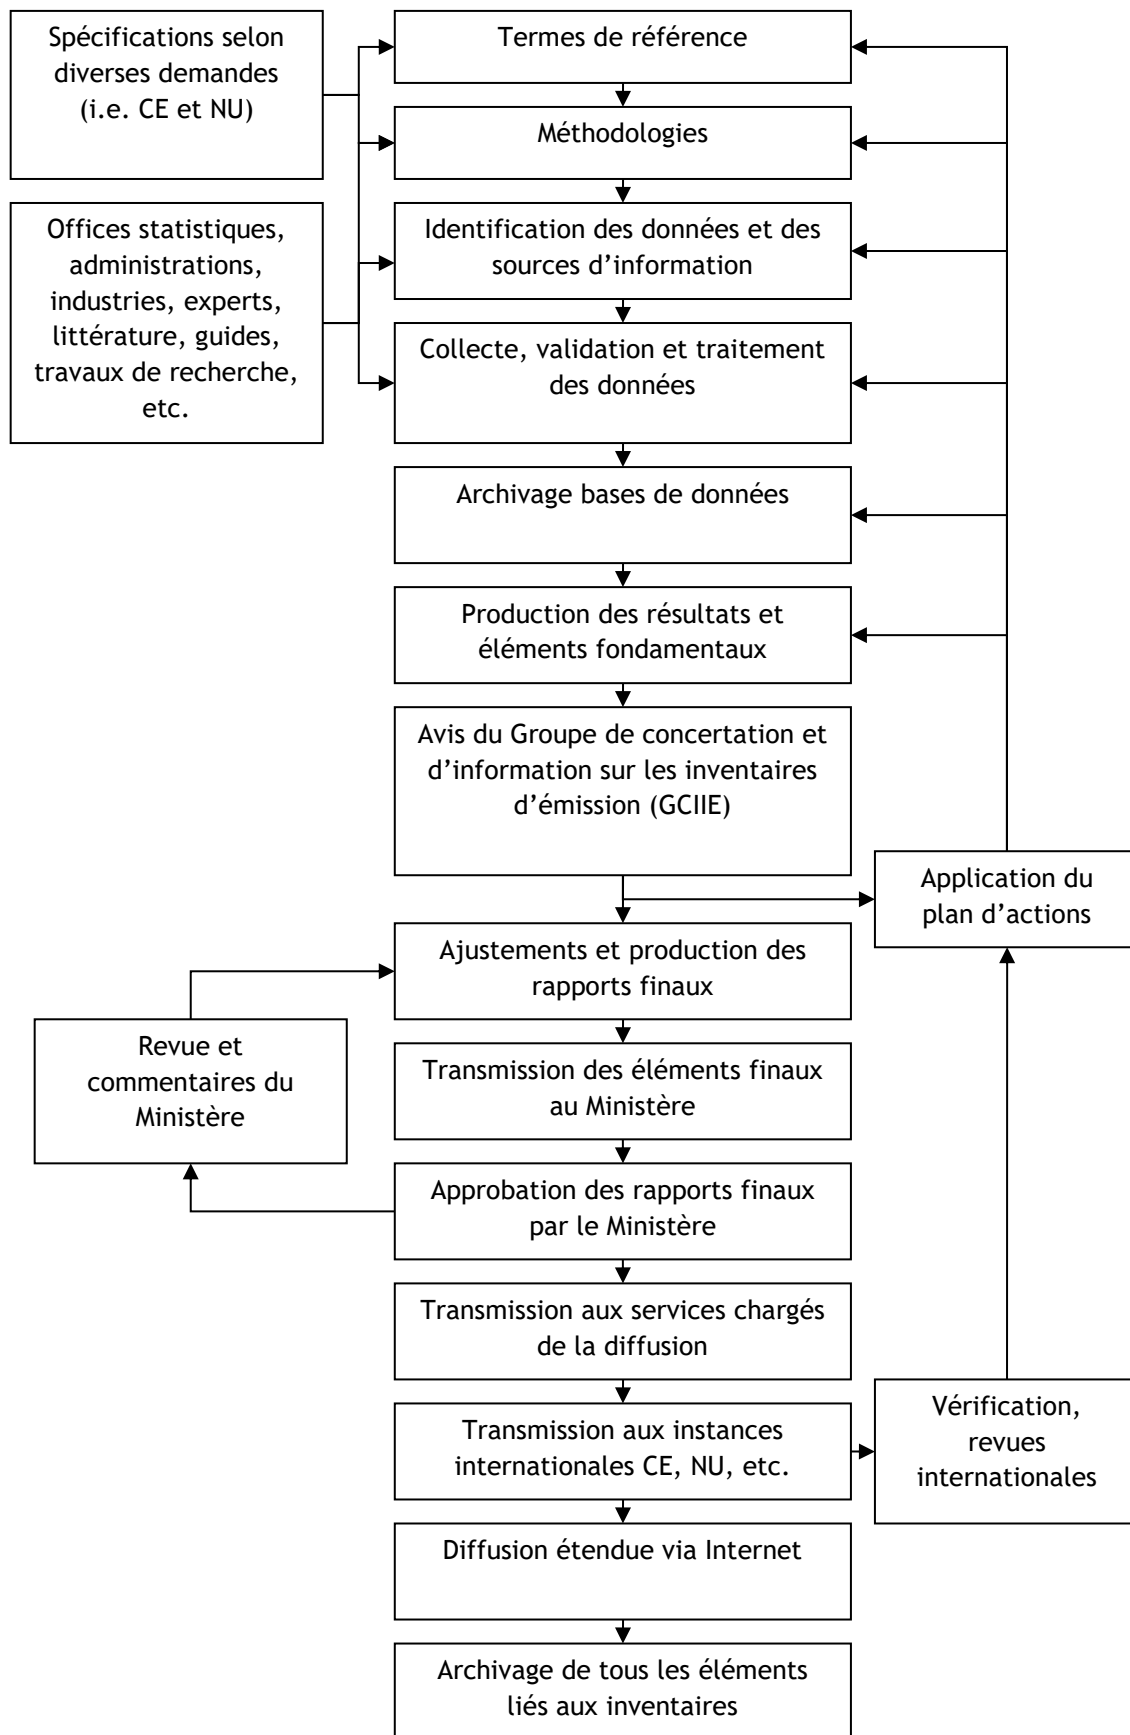 Spécifications selon
diverses demandes
(i.e. CE et NU)
Termes de référence
Méthodologies
Offices statistiques,
administrations,
industries, experts,
littérature, guides,
travaux de recherche,
etc.
Identification des données et des
sources d’information
Collecte, validation et traitement
des données
Archivage bases de données
Production des résultats et
éléments fondamentaux
Avis du Groupe de concertation et
d’information sur les inventaires
d’émission (GCIIE)
Application du
plan d’actions
Ajustements et production des
rapports finaux
Revue et
commentaires du
Ministère
Transmission des éléments finaux
au Ministère
Approbation des rapports finaux
par le Ministère
Transmission aux services chargés
de la diffusion
Transmission aux instances
internationales CE, NU, etc.
Vérification,
revues
internationales
Diffusion étendue via Internet
Archivage de tous les éléments
liés aux inventaires